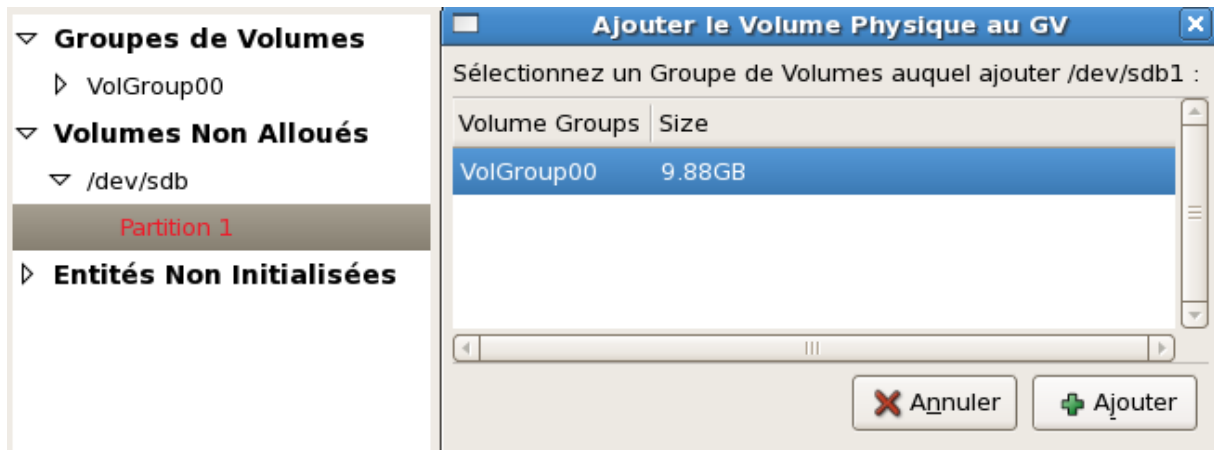 Groupes de Volumes
VolGroup00
Volumes Non Alloués
/dev/sdb
Partition 1
Entités Non Initialisées
Ajouter le Volume Physique au GV
Sélectionnez un Groupe de Volumes auquel ajouter /dev/sdb1 :
Volume Groups Size
VolGroup00 9.88GB
Annuler Ajouter